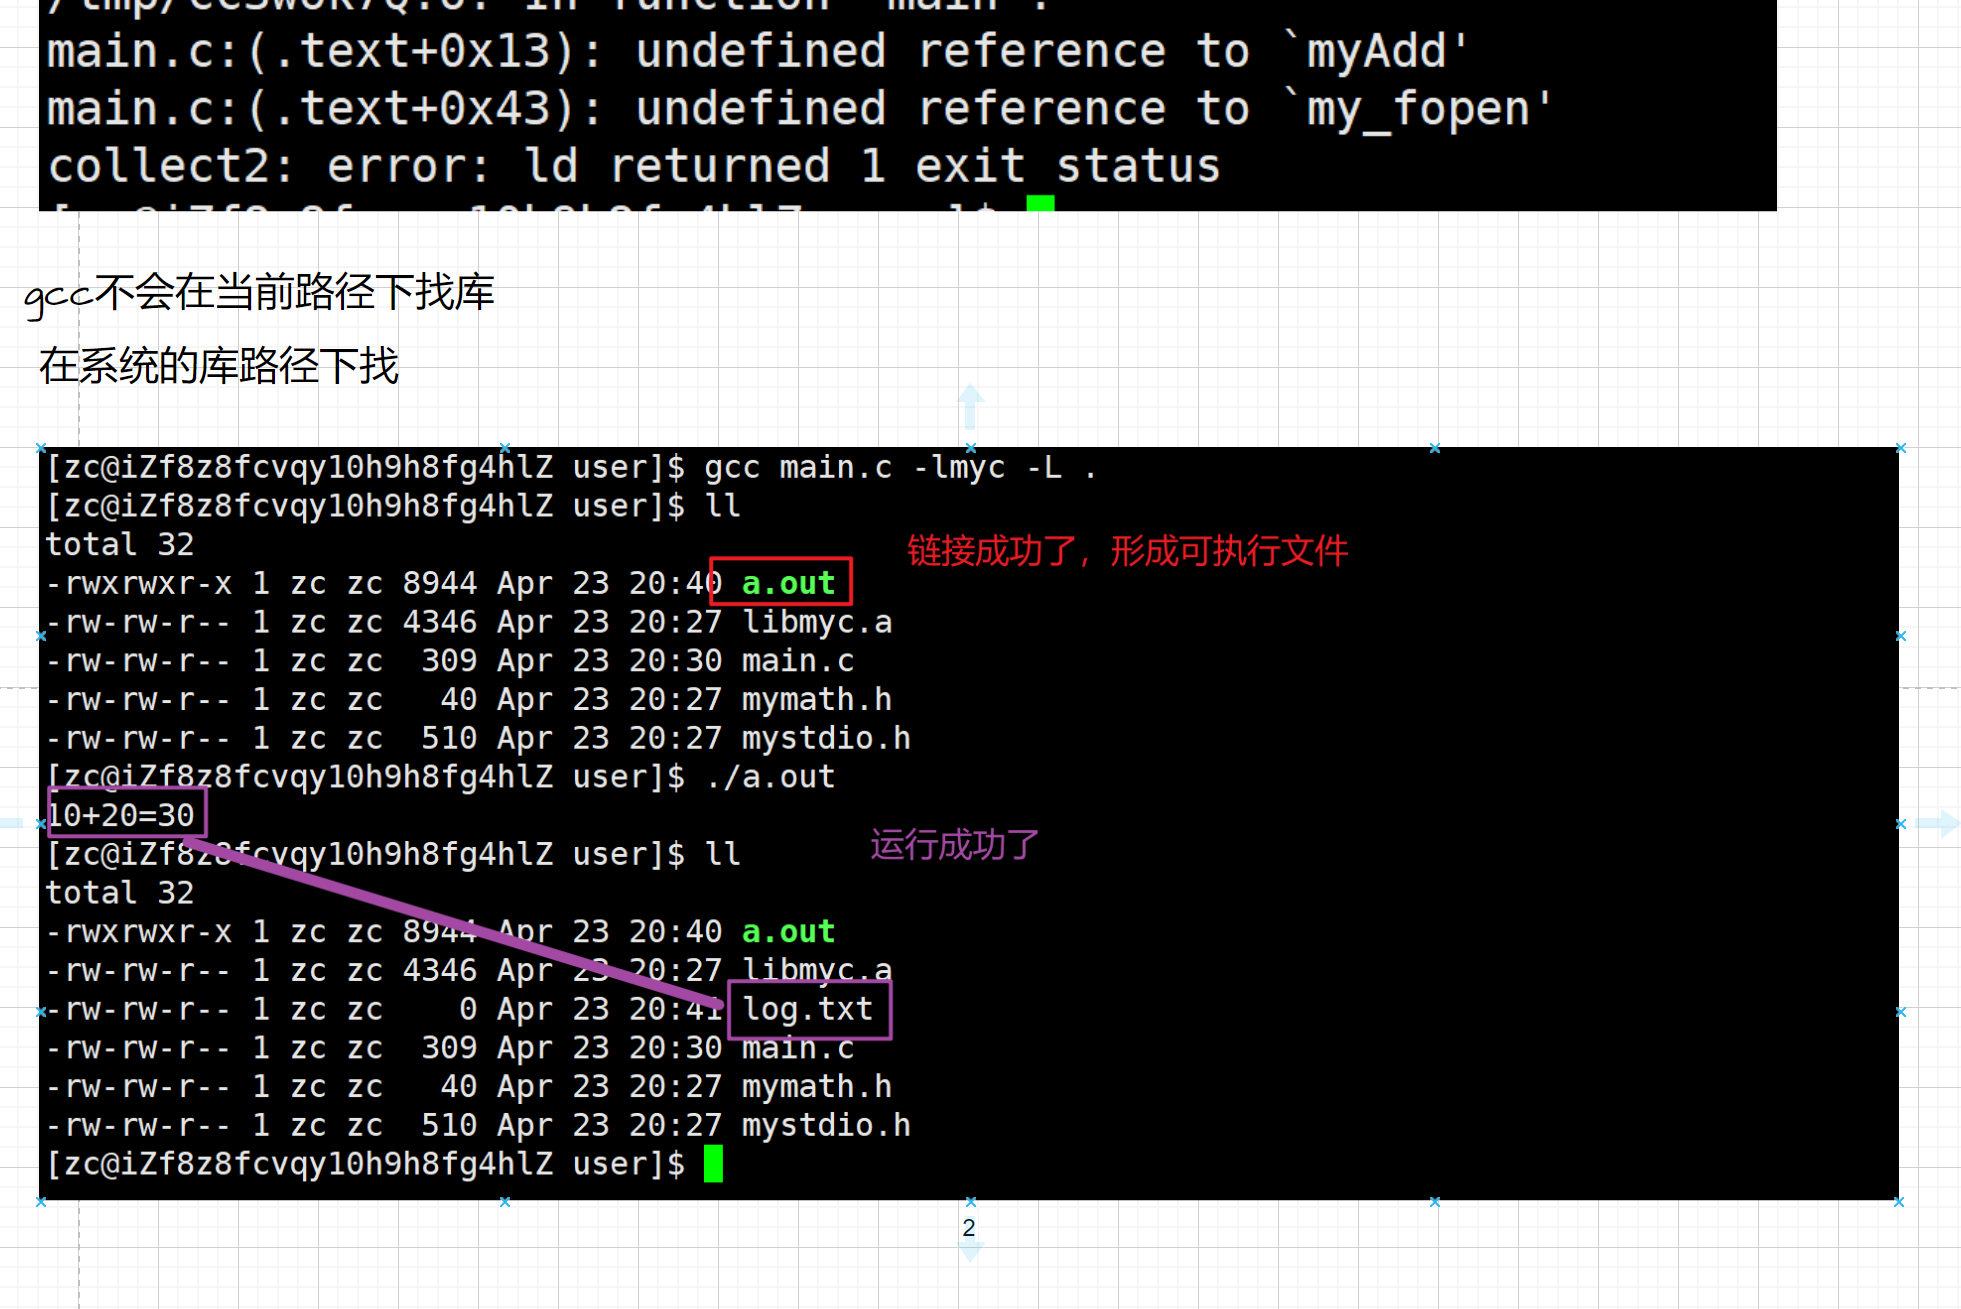 main.c:(.text+0x13): undefined reference to `myAdd'
main.c:(.text+0x43): undefined reference to `my_fopen'
collect2: error: ld returned 1 exit status
gcc不会在当前路径下找库
在系统的库路径下找
[zc@iZf8z8fcvqy10h9h8fg4hlZ user]$ gcc main.c -lmyc -L .
[zc@iZf8z8fcvqy10h9h8fg4hlZ user]$ ll
total 32
链接成功了，形成可执行文件
-rwxrwxr-x 1 zc zc 8944 Apr 23 20:40 a.out
-rw-rw-r-- 1 zc zc 4346 Apr 23 20:27 libmyc.a
-rw-rw-r-- 1 zc zc  309 Apr 23 20:30 main.c
-rw-rw-r-- 1 zc zc   40 Apr 23 20:27 mymath.h
-rw-rw-r-- 1 zc zc  510 Apr 23 20:27 mystdio.h
[zc@iZf8z8fcvqy10h9h8fg4hlZ user]$ ./a.out
10+20=30
运行成功了
[zc@iZf8z8fcvqy10h9h8fg4hlZ user]$ ll
total 32
-rwxrwxr-x 1 zc zc 8944 Apr 23 20:40 a.out
-rw-rw-r-- 1 zc zc 4346 Apr 23 20:27 libmyc.a
-rw-rw-r-- 1 zc zc    0 Apr 23 20:41 log.txt
-rw-rw-r-- 1 zc zc  309 Apr 23 20:30 main.c
-rw-rw-r-- 1 zc zc   40 Apr 23 20:27 mymath.h
-rw-rw-r-- 1 zc zc  510 Apr 23 20:27 mystdio.h
[zc@iZf8z8fcvqy10h9h8fg4hlZ user]$
2